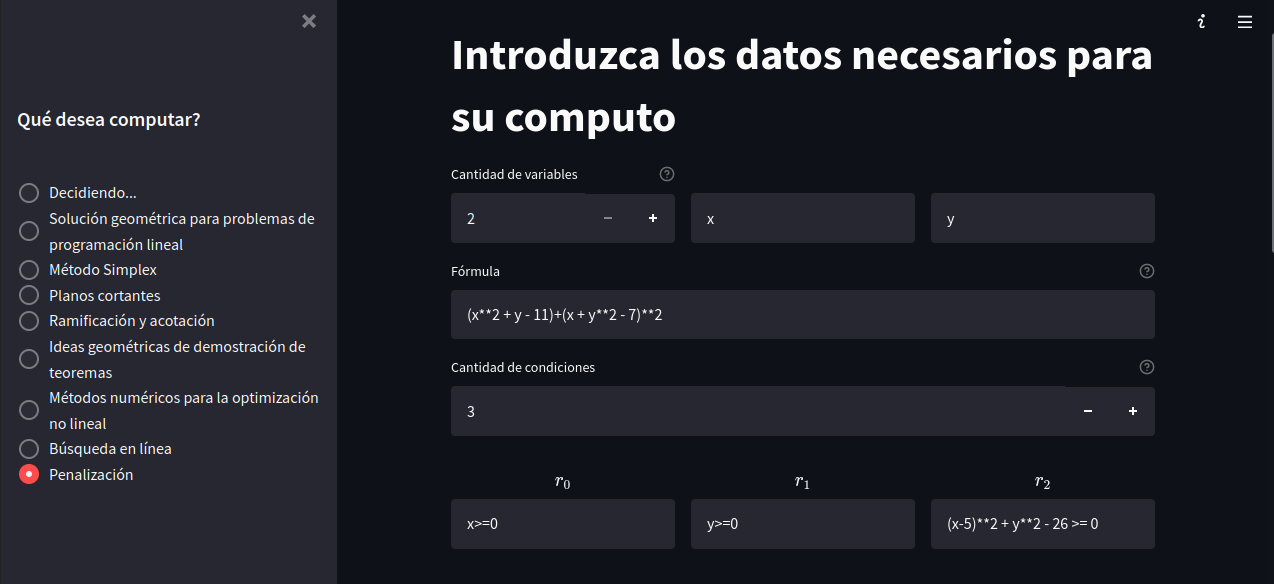 Qué desea computar?
Decidiendo...
Solución geométrica para problemas de
programación lineal
Método Simplex
Planos cortantes
Ramificación y acotación
Ideas geométricas de demostración de
teoremas
Métodos numéricos para la optimización
no lineal
Búsqueda en línea
Penalización
Introduzca los datos necesarios para
su computo
Cantidad de variables
2 − + x y
Fórmula
(x**2 + y - 11)+(x + y**2 - 7)**2
Cantidad de condiciones
3 − +
r₀ r₁ r₂
x>=0 y>=0 (x-5)**2 + y**2 - 26 >= 0